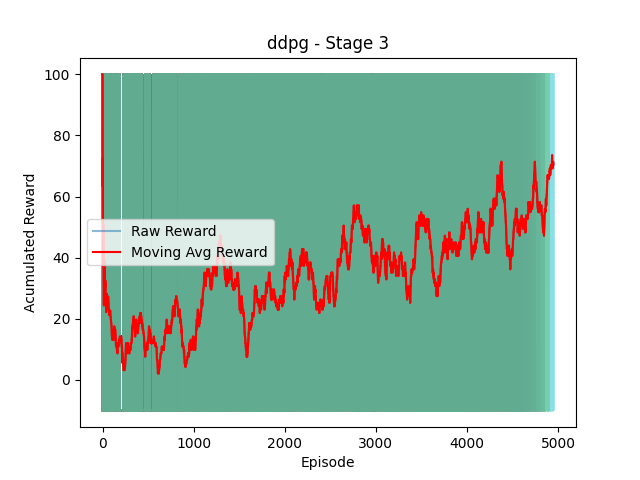 ddpg - Stage 3
100
80
60
40
20
0
Acumulated Reward
Raw Reward
Moving Avg Reward
0
1000
2000
3000
4000
5000
Episode